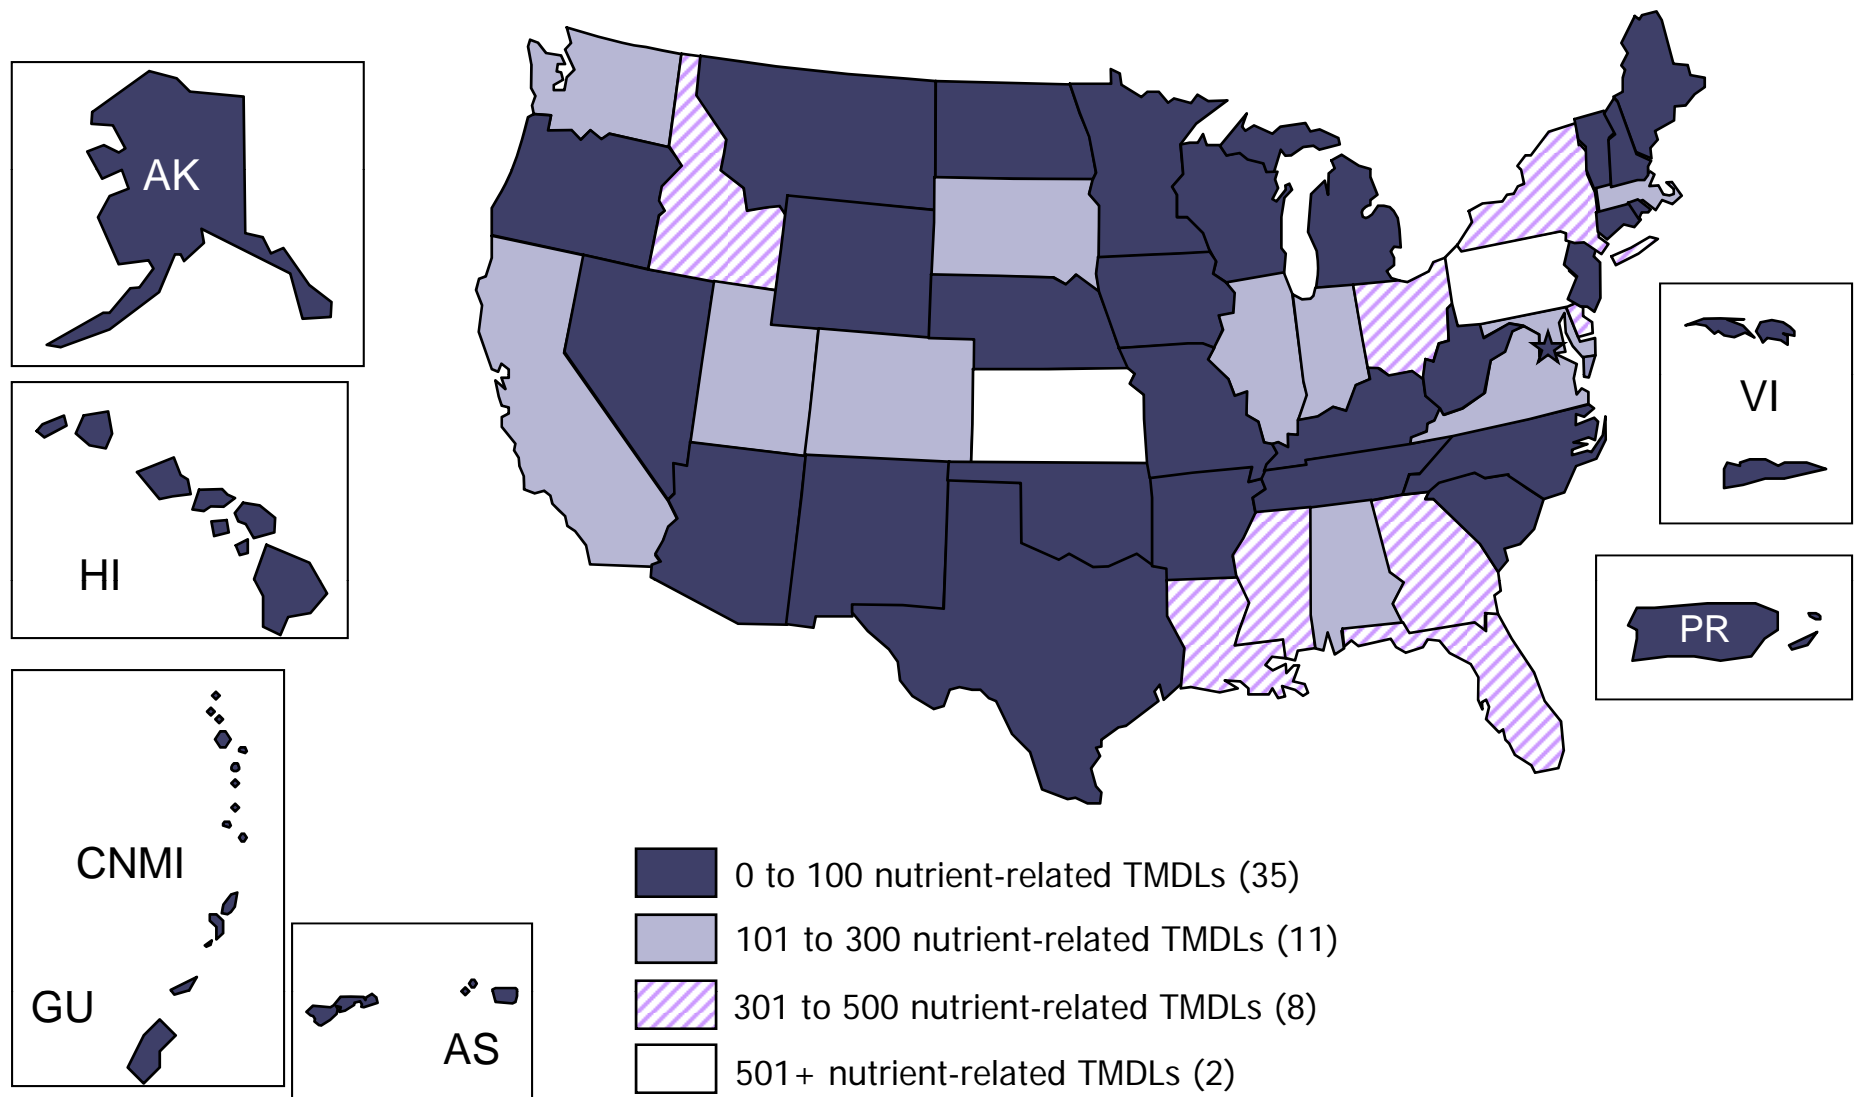 AK
HI
VI
PR
CNMI
GU
AS
0 to 100 nutrient-related TMDLs (35)
101 to 300 nutrient-related TMDLs (11)
301 to 500 nutrient-related TMDLs (8)
501+ nutrient-related TMDLs (2)